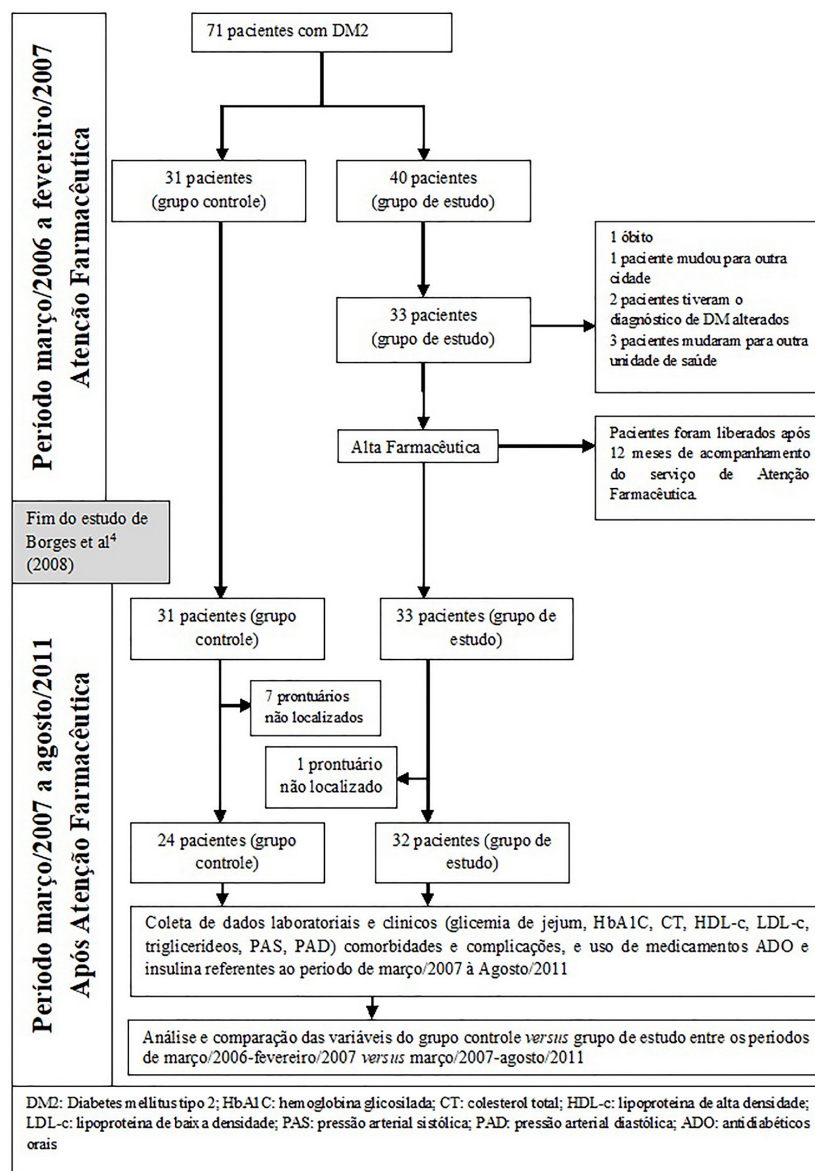 71 pacientes com DM2
Período março/2006 a fevereiro/2007
Atenção Farmacêutica
31 pacientes
(grupo controle)
40 pacientes
(grupo de estudo)
1 óbito
1 paciente mudou para outra
cidade
2 pacientes tiveram o
diagnóstico de DM alterados
3 pacientes mudaram para outra
unidade de saúde
33 pacientes
(grupo de estudo)
Alta Farmacêutica
Pacientes foram liberados após
12 meses de acompanhamento
do serviço de Atenção
Farmacêutica.
Fim do estudo de
Borges et al⁴
(2008)
Período março/2007 a agosto/2011
Após Atenção Farmacêutica
31 pacientes (grupo
controle)
33 pacientes (grupo de
estudo)
7 prontuários
não localizados
1 prontuário
não localizado
24 pacientes (grupo
controle)
32 pacientes (grupo de
estudo)
Coleta de dados laboratoriais e clínicos (glicemia de jejum, HbA1C, CT, HDL-c, LDL-c,
triglicerídeos, PAS, PAD) comorbidades e complicações, e uso de medicamentos ADO e
insulina referentes ao período de março/2007 à Agosto/2011
Análise e comparação das variáveis do grupo controle versus grupo de estudo entre os períodos
de março/2006-fevereiro/2007 versus março/2007-agosto/2011
DM2: Diabetes mellitus tipo 2; HbA1C: hemoglobina glicosilada; CT: colesterol total; HDL-c: lipoproteína de alta densidade;
LDL-c: lipoproteína de baixa densidade; PAS: pressão arterial sistólica; PAD: pressão arterial diastólica; ADO: antidiabéticos
orais